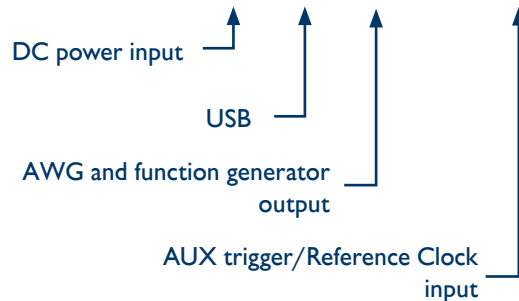 DC power input
USB
AWG and function generator
output
AUX trigger/Reference Clock
input